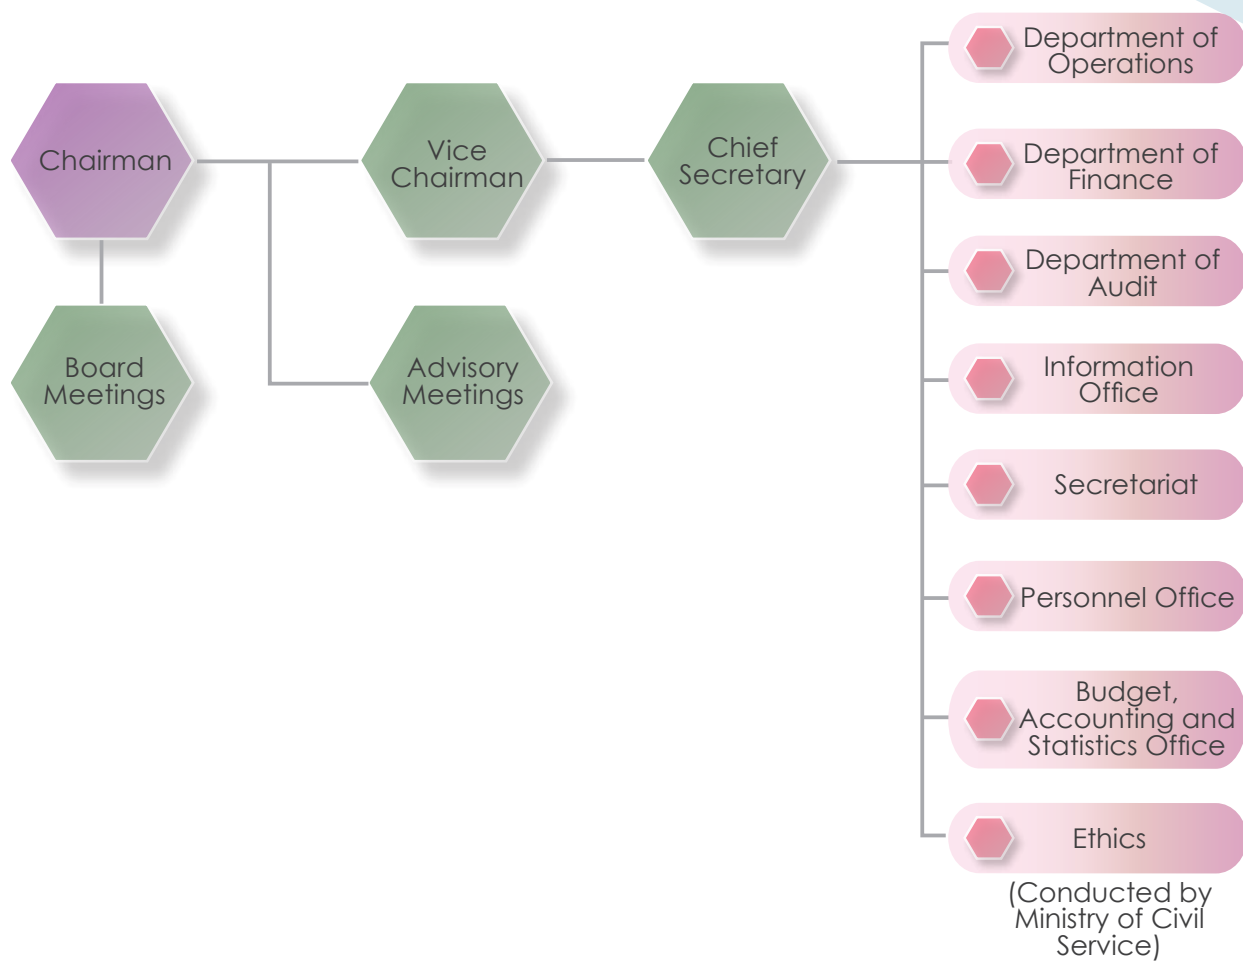 Chairman
Vice
Chairman
Chief
Secretary
Board
Meetings
Advisory
Meetings
Department of
Operations
Department of
Finance
Department of
Audit
Information
Office
Secretariat
Personnel Office
Budget,
Accounting and
Statistics Office
Ethics
(Conducted by
Ministry of Civil
Service)